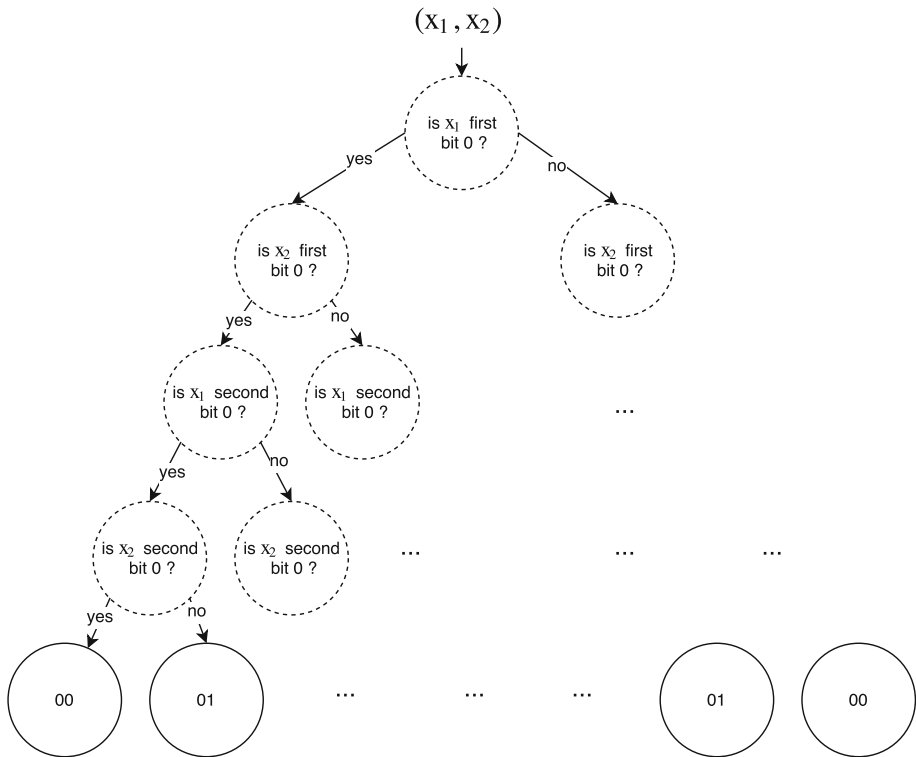 (x₁ , x₂)
is x₁ first
bit 0 ?
yes
no
is x₂ first
bit 0 ?
is x₂ first
bit 0 ?
yes
no
is x₁ second
bit 0 ?
is x₁ second
bit 0 ?
...
yes
no
is x₂ second
bit 0 ?
is x₂ second
bit 0 ?
...
...
...
yes
no
00
01
...
...
...
01
00